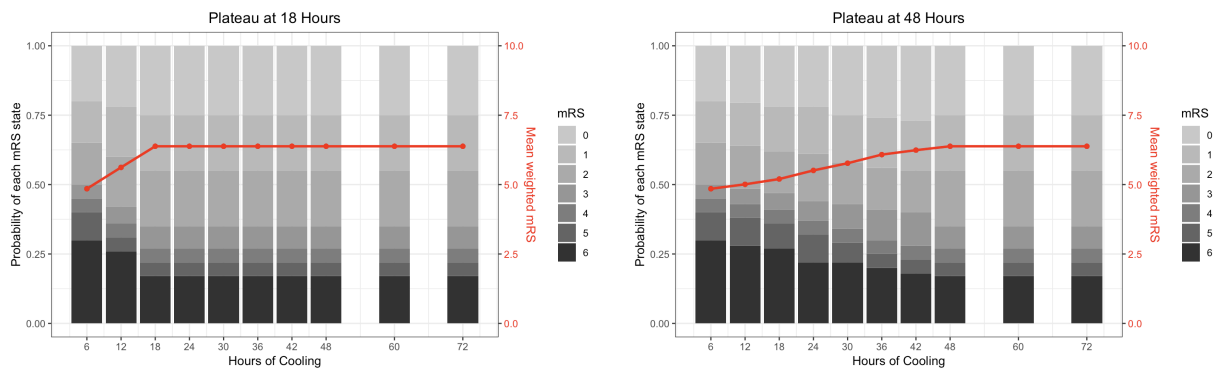 Plateau at 18 Hours
Probability of each mRS state
1.00
0.75
0.50
0.25
0.00
10.0
7.5
5.0
2.5
0.0
Mean weighted mRS
6 12 18 24 30 36 42 48 60 72
Hours of Cooling
mRS
0
1
2
3
4
5
6
Plateau at 48 Hours
Probability of each mRS state
1.00
0.75
0.50
0.25
0.00
10.0
7.5
5.0
2.5
0.0
Mean weighted mRS
6 12 18 24 30 36 42 48 60 72
Hours of Cooling
mRS
0
1
2
3
4
5
6